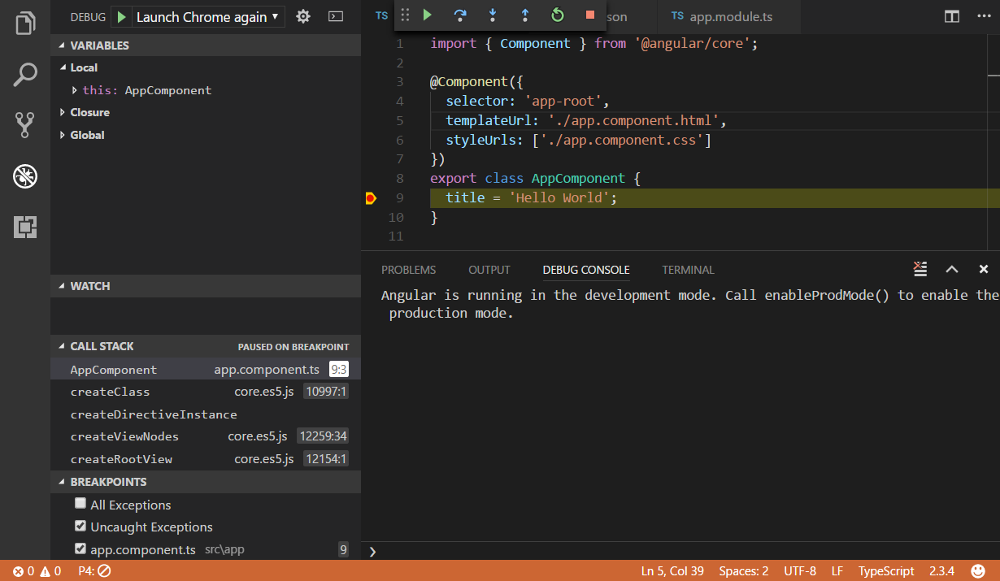 DEBUG Launch Chrome again
VARIABLES
Local
this: AppComponent
Closure
Global
WATCH
CALL STACK PAUSED ON BREAKPOINT
AppComponent app.component.ts 9:3
createClass core.es5.js 10997:1
createDirectiveInstance
createViewNodes core.es5.js 12259:34
createRootView core.es5.js 12154:1
BREAKPOINTS
All Exceptions
Uncaught Exceptions
app.component.ts src\app 9
TS son TS app.module.ts
1 import { Component } from '@angular/core';
2
3 @Component({
4 selector: 'app-root',
5 templateUrl: './app.component.html',
6 styleUrls: ['./app.component.css']
7 })
8 export class AppComponent {
9 title = 'Hello World';
10 }
11
PROBLEMS OUTPUT DEBUG CONSOLE TERMINAL
Angular is running in the development mode. Call enableProdMode() to enable the
production mode.
0 0 P4: Ln 5, Col 39 Spaces: 2 UTF-8 LF TypeScript 2.3.4